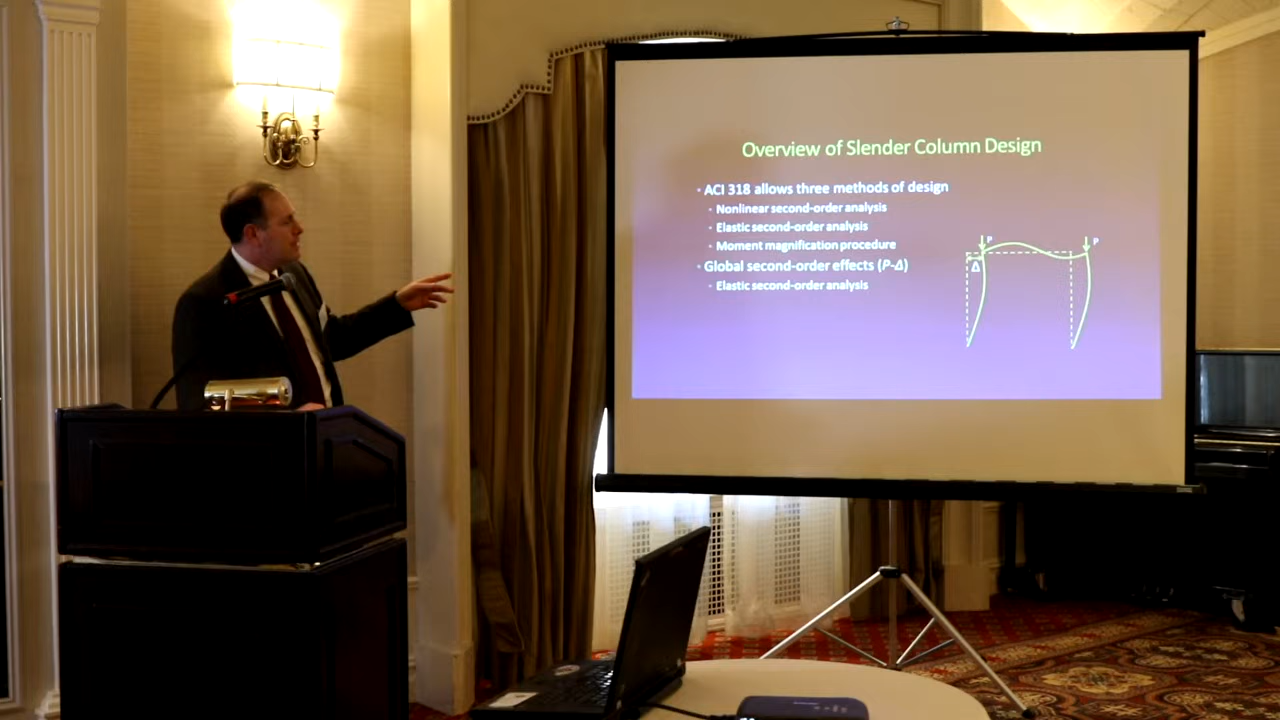 Overview of Slender Column Design
• ACI 318 allows three methods of design
• Nonlinear second-order analysis
• Elastic second-order analysis
• Moment magnification procedure
• Global second-order effects (P-Δ)
• Elastic second-order analysis
P
P
Δ